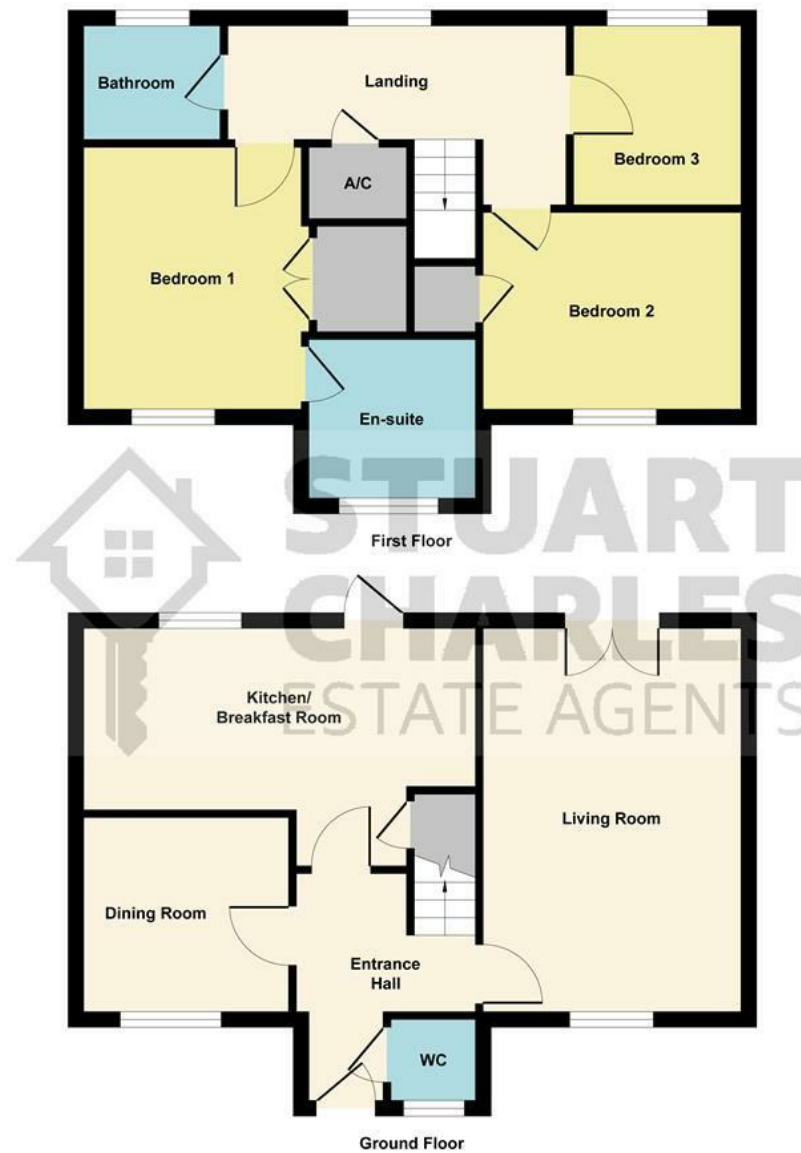 Bathroom
Landing
Bedroom 3
A/C
Bedroom 1
Bedroom 2
En-suite
First Floor
STUART
CHARLES
ESTATE AGENTS
Kitchen/
Breakfast Room
Living Room
Dining Room
Entrance
Hall
WC
Ground Floor